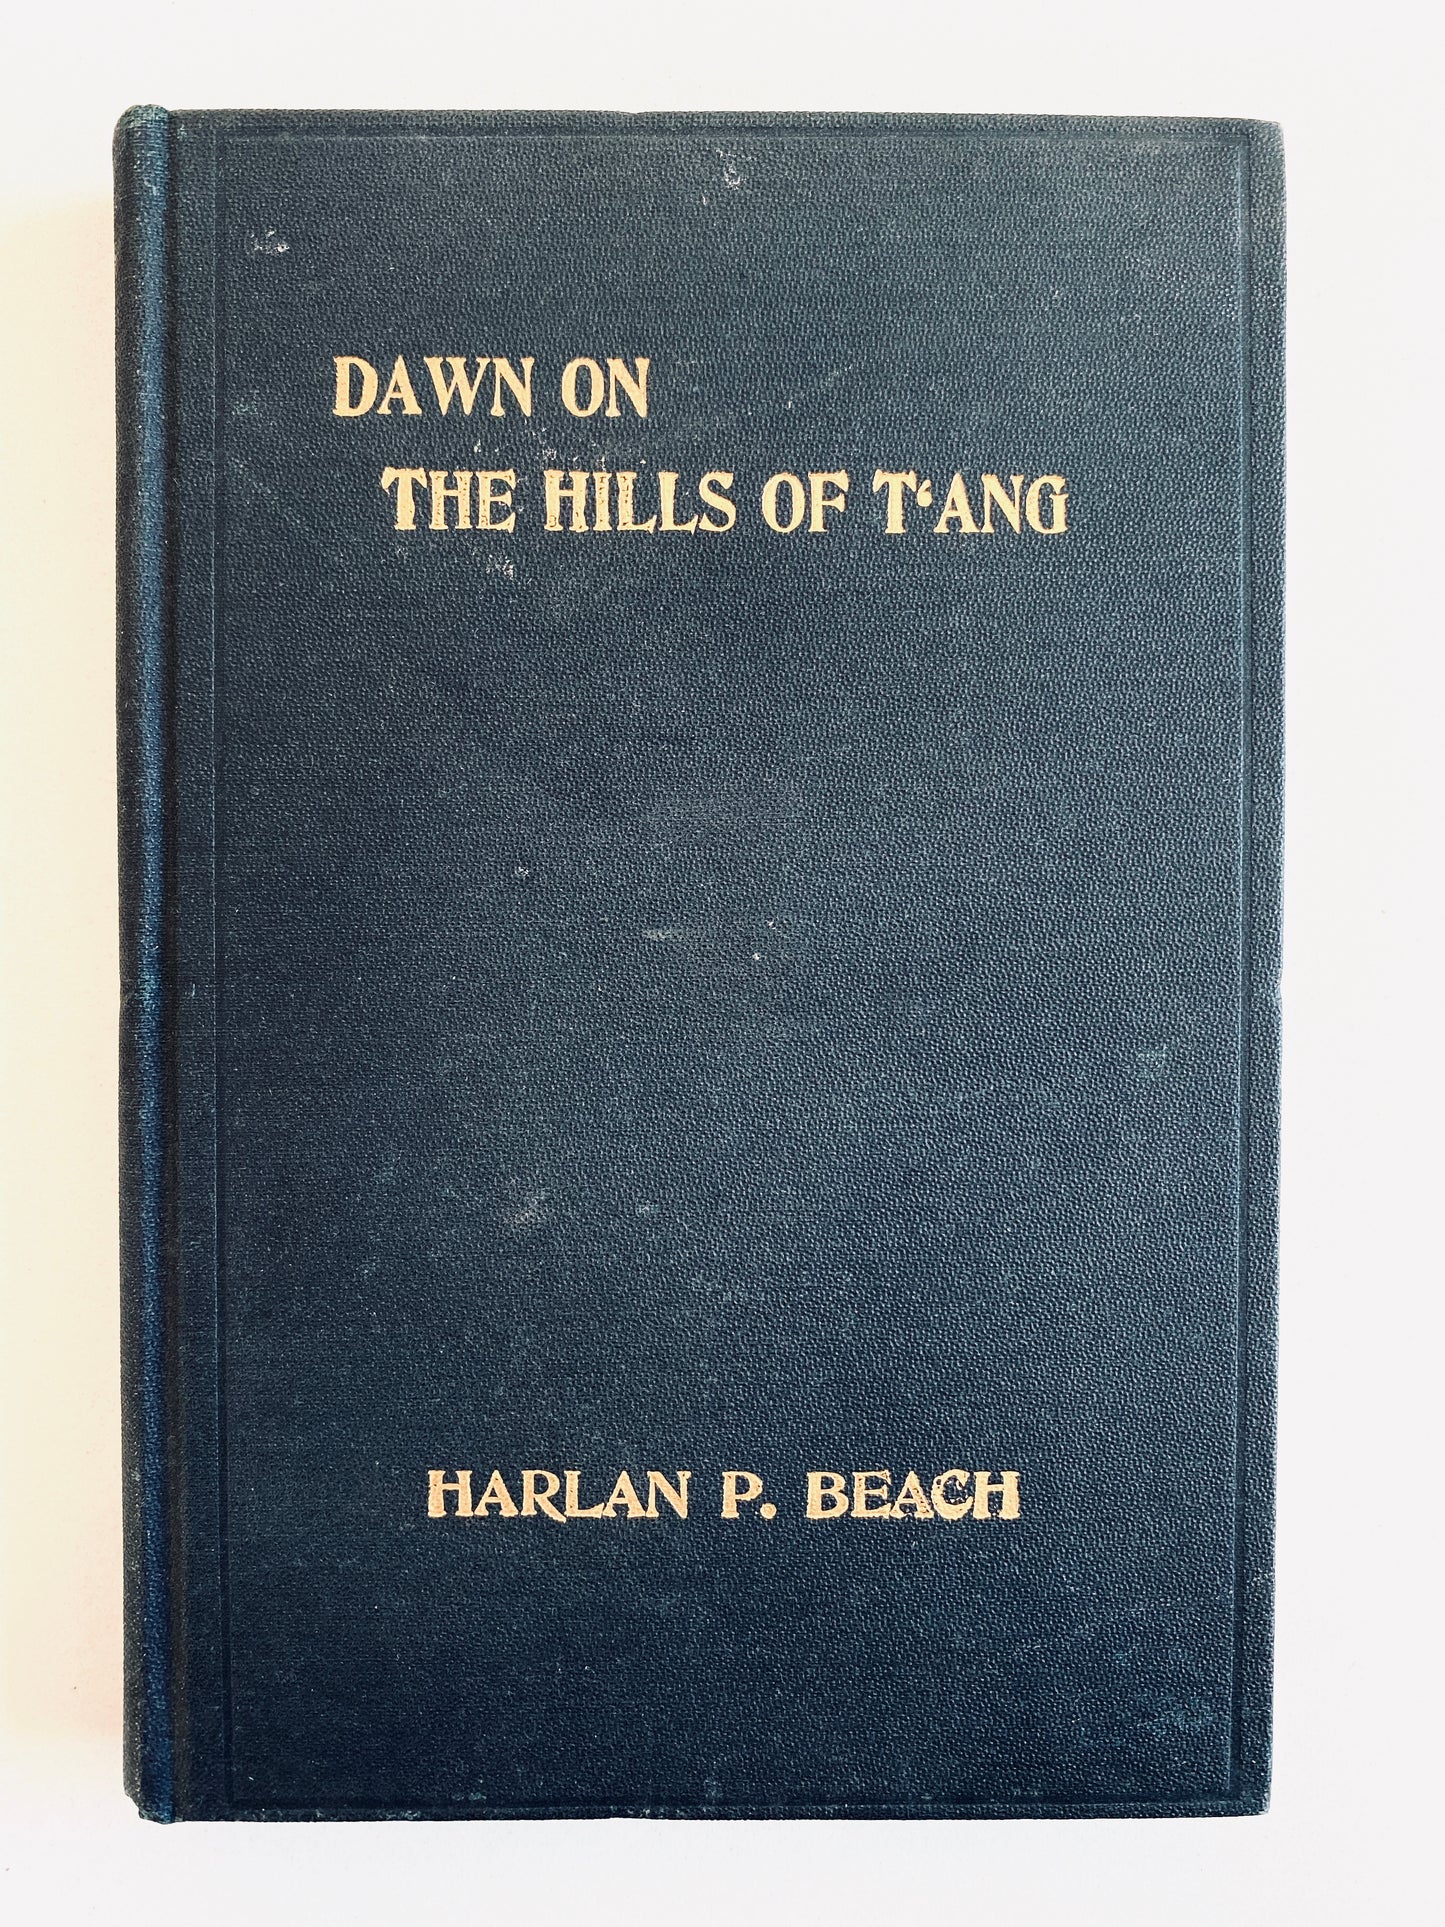 DAWN ON
THE HILLS OF T‘ANG
HARLAN P. BEACH